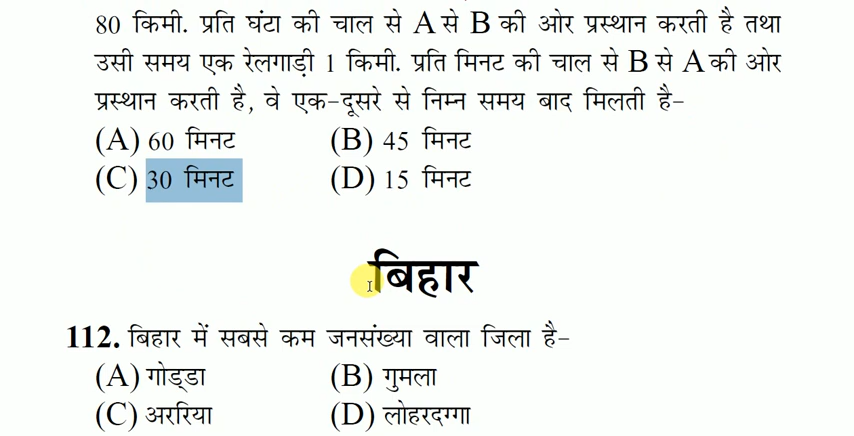 80 किमी. प्रति घंटा की चाल से A से B की ओर प्रस्थान करती है तथा
उसी समय एक रेलगाड़ी 1 किमी. प्रति मिनट की चाल से B से A की ओर
प्रस्थान करती है, वे एक-दूसरे से निम्न समय बाद मिलती है-
(A) 60 मिनट (B) 45 मिनट
(C) 30 मिनट (D) 15 मिनट
बिहार
112. बिहार में सबसे कम जनसंख्या वाला जिला है-
(A) गोड्डा (B) गुमला
(C) अररिया (D) लोहरदग्गा